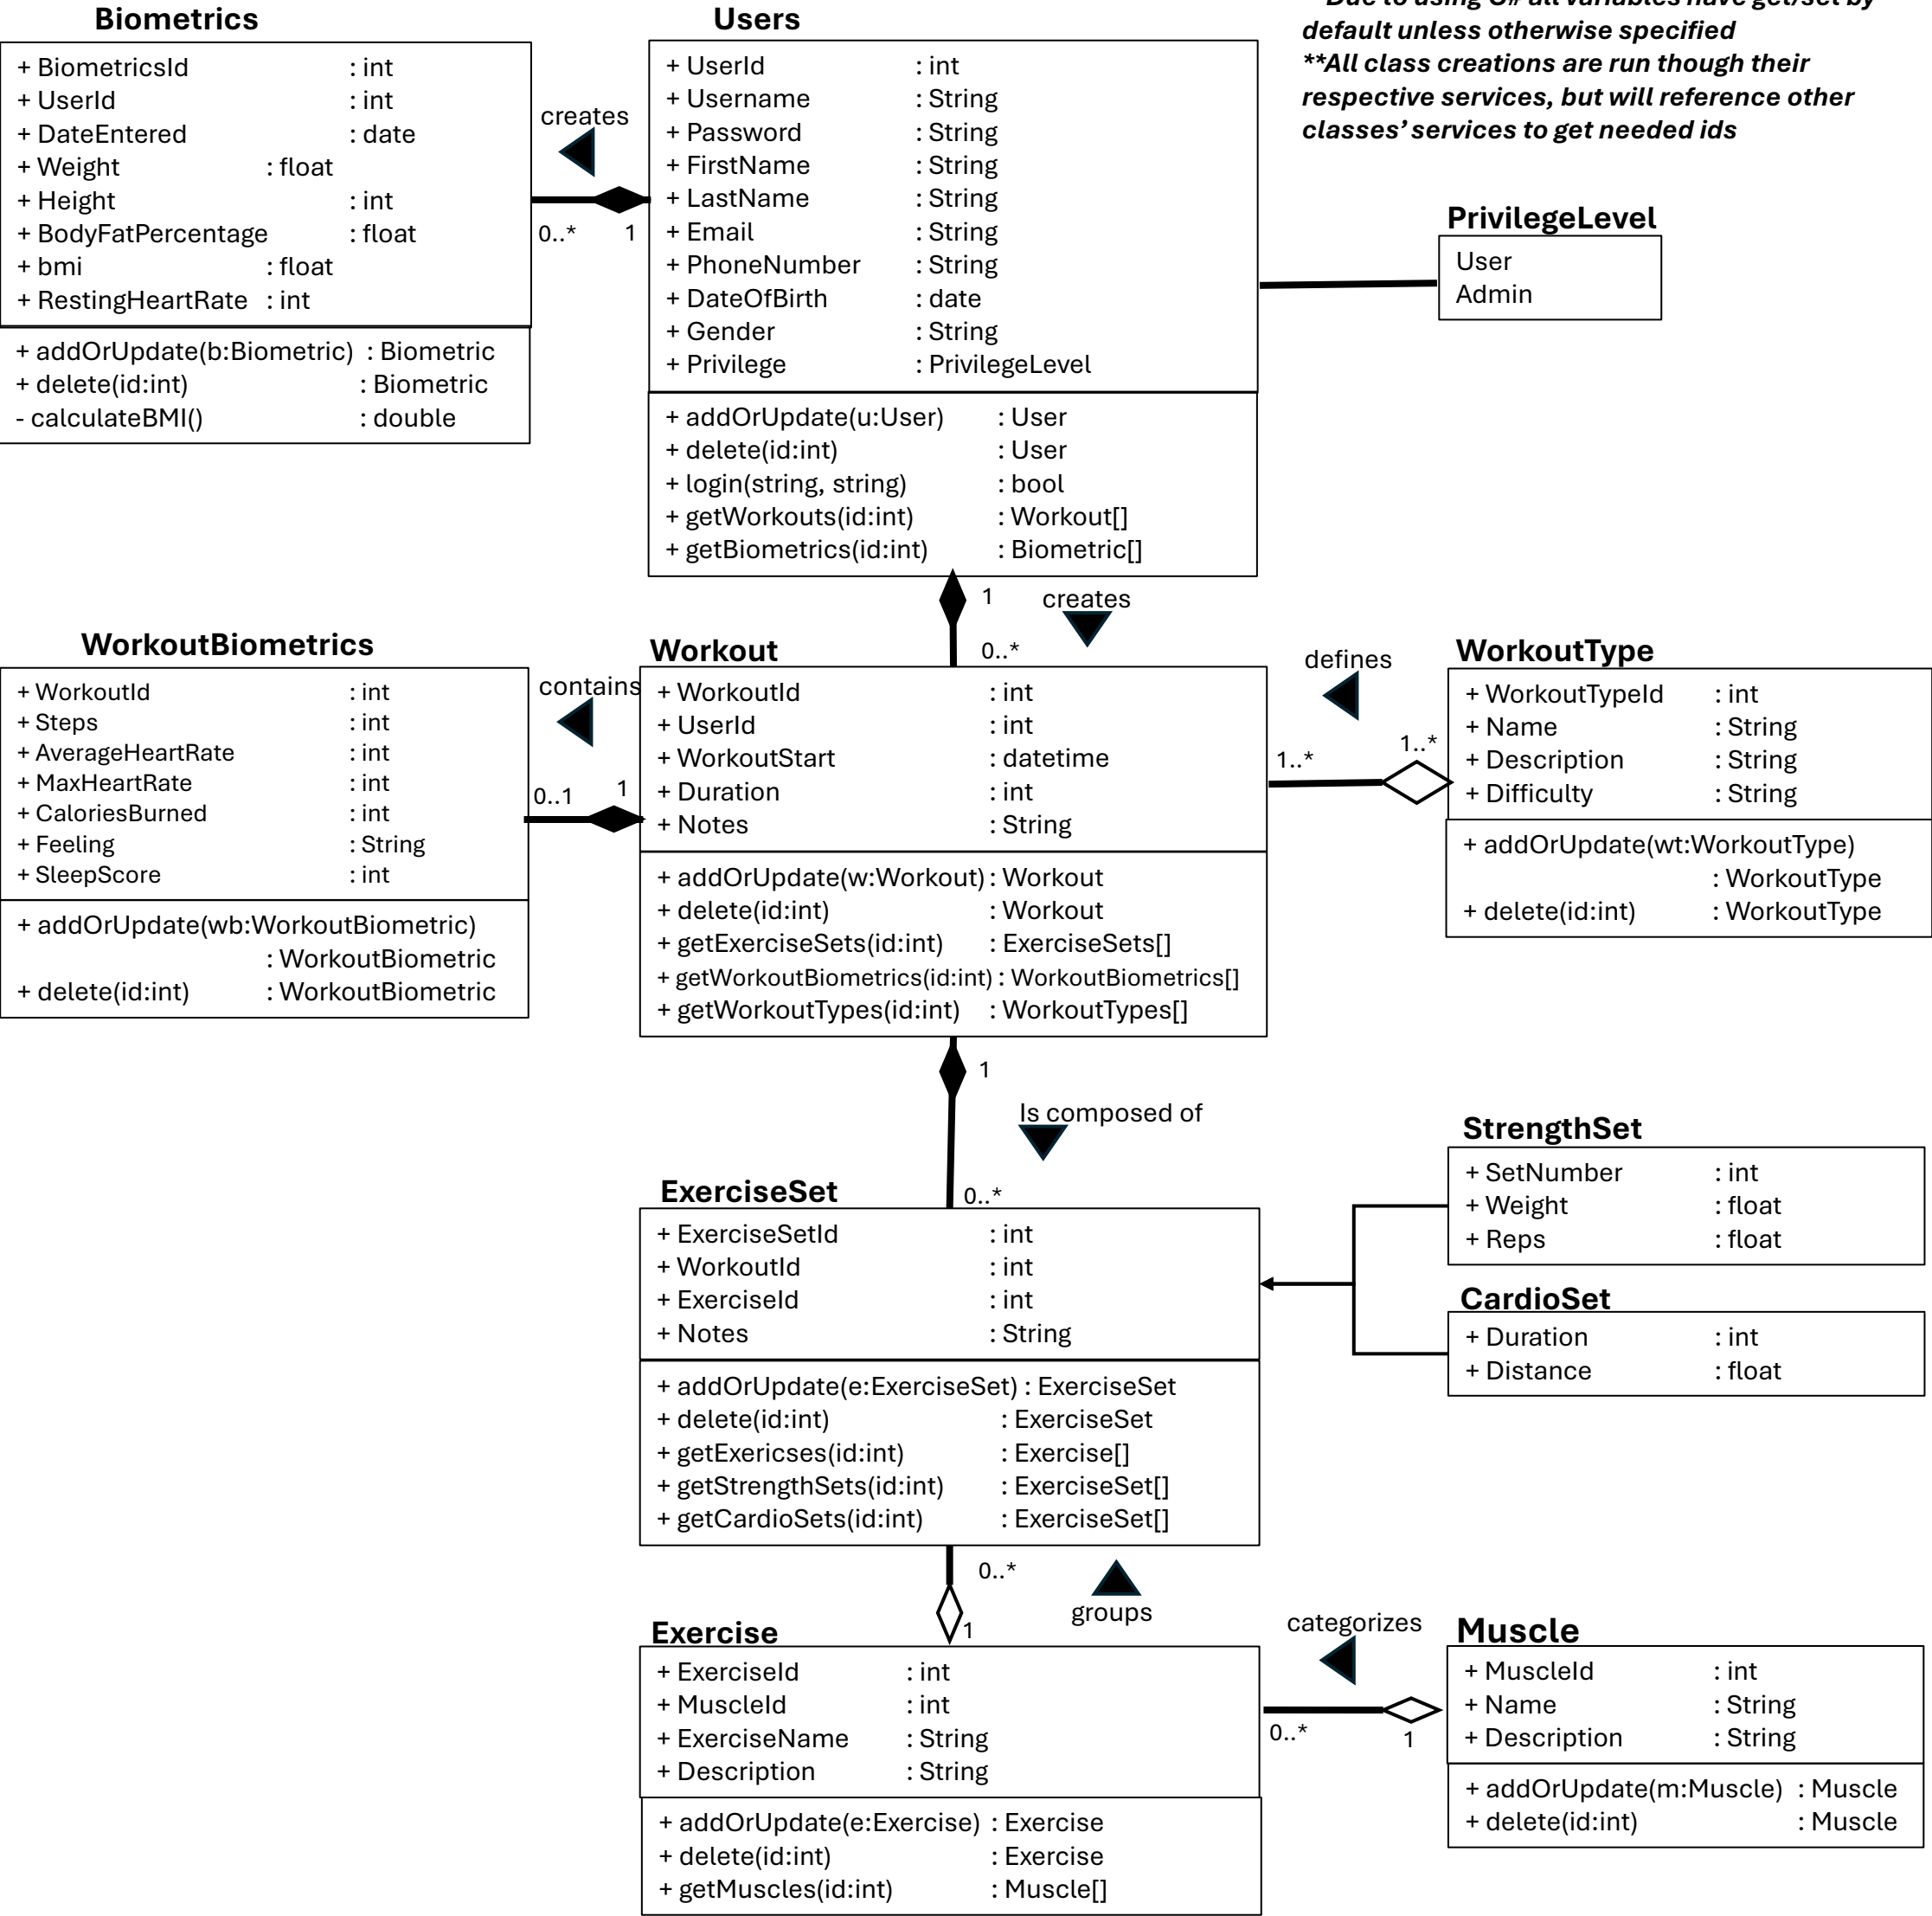 Biometrics
+ BiometricsId : int
+ UserId : int
+ DateEntered : date
+ Weight : float
+ Height : int
+ BodyFatPercentage : float
+ bmi : float
+ RestingHeartRate : int
+ addOrUpdate(b:Biometric) : Biometric
+ delete(id:int) : Biometric
- calculateBMI() : double
creates
0..* 1
Users
+ UserId : int
+ Username : String
+ Password : String
+ FirstName : String
+ LastName : String
+ Email : String
+ PhoneNumber : String
+ DateOfBirth : date
+ Gender : String
+ Privilege : PrivilegeLevel
+ addOrUpdate(u:User) : User
+ delete(id:int) : User
+ login(string, string) : bool
+ getWorkouts(id:int) : Workout[]
+ getBiometrics(id:int) : Biometric[]
Due to using C# all variables have get/set by
default unless otherwise specified
**All class creations are run though their
respective services, but will reference other
classes’ services to get needed ids
PrivilegeLevel
User
Admin
1
creates
0..*
WorkoutBiometrics
+ WorkoutId : int
+ Steps : int
+ AverageHeartRate : int
+ MaxHeartRate : int
+ CaloriesBurned : int
+ Feeling : String
+ SleepScore : int
+ addOrUpdate(wb:WorkoutBiometric)
: WorkoutBiometric
+ delete(id:int) : WorkoutBiometric
contains
0..1 1
Workout
+ WorkoutId : int
+ UserId : int
+ WorkoutStart : datetime
+ Duration : int
+ Notes : String
+ addOrUpdate(w:Workout) : Workout
+ delete(id:int) : Workout
+ getExerciseSets(id:int) : ExerciseSets[]
+ getWorkoutBiometrics(id:int) : WorkoutBiometrics[]
+ getWorkoutTypes(id:int) : WorkoutTypes[]
defines
1..* 1..*
WorkoutType
+ WorkoutTypeId : int
+ Name : String
+ Description : String
+ Difficulty : String
+ addOrUpdate(wt:WorkoutType)
: WorkoutType
+ delete(id:int) : WorkoutType
1
Is composed of
0..*
ExerciseSet
+ ExerciseSetId : int
+ WorkoutId : int
+ ExerciseId : int
+ Notes : String
+ addOrUpdate(e:ExerciseSet) : ExerciseSet
+ delete(id:int) : ExerciseSet
+ getExericses(id:int) : Exercise[]
+ getStrengthSets(id:int) : ExerciseSet[]
+ getCardioSets(id:int) : ExerciseSet[]
StrengthSet
+ SetNumber : int
+ Weight : float
+ Reps : float
CardioSet
+ Duration : int
+ Distance : float
0..*
groups
1
Exercise
+ ExerciseId : int
+ MuscleId : int
+ ExerciseName : String
+ Description : String
+ addOrUpdate(e:Exercise) : Exercise
+ delete(id:int) : Exercise
+ getMuscles(id:int) : Muscle[]
categorizes
0..* 1
Muscle
+ MuscleId : int
+ Name : String
+ Description : String
+ addOrUpdate(m:Muscle) : Muscle
+ delete(id:int) : Muscle